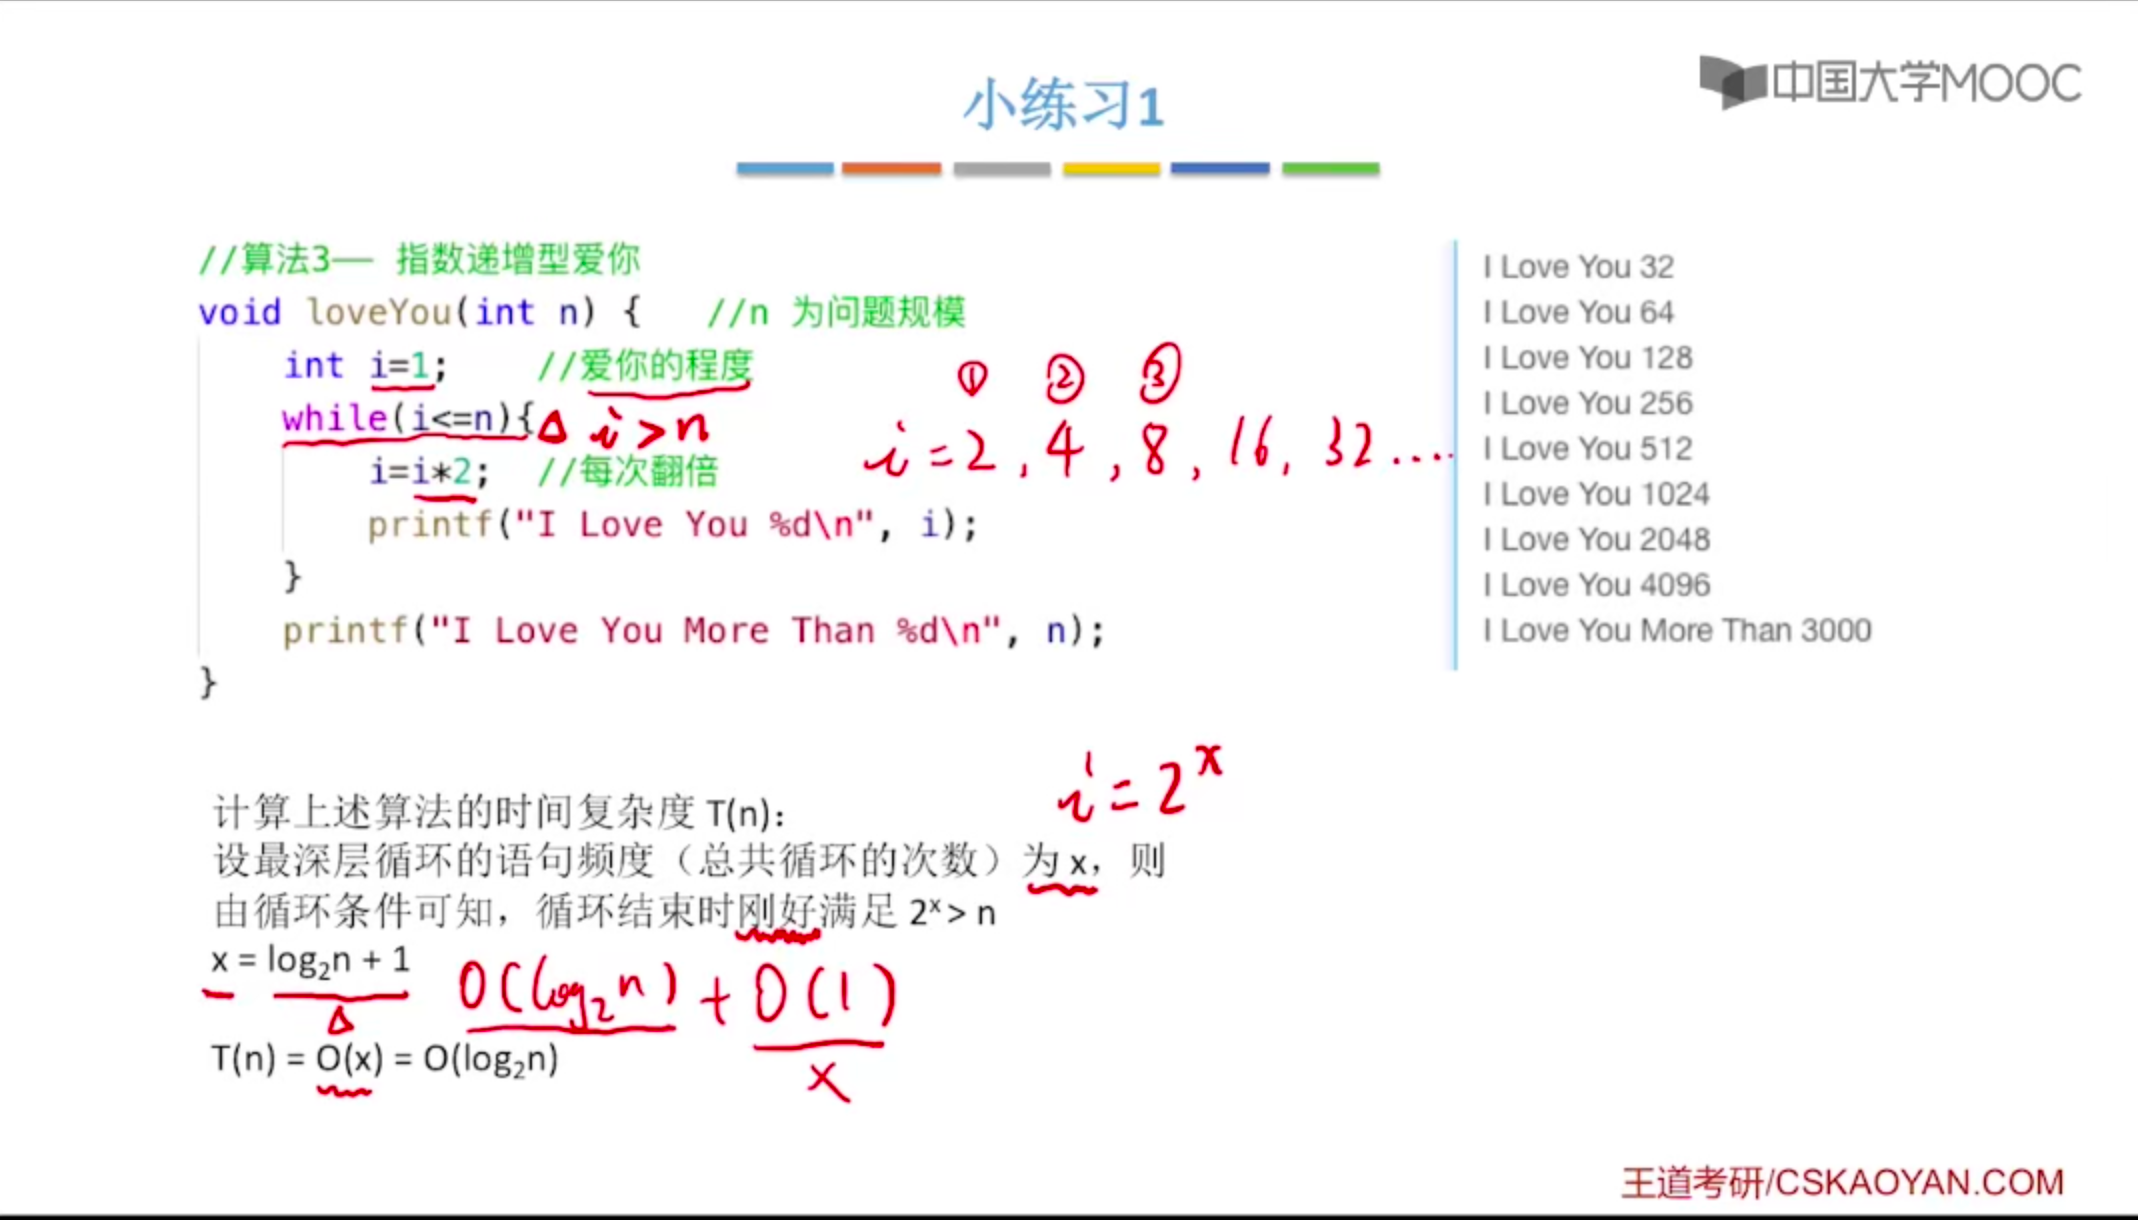 小练习1
中国大学MOOC
//算法3—— 指数递增型爱你
void loveYou(int n) {   //n 为问题规模
int i=1;   //爱你的程度
① ② ③
while(i<=n){ Δ i>n
i=2, 4, 8, 16, 32....
i=i*2;   //每次翻倍
printf("I Love You %d\n", i);
}
printf("I Love You More Than %d\n", n);
}
I Love You 32
I Love You 64
I Love You 128
I Love You 256
I Love You 512
I Love You 1024
I Love You 2048
I Love You 4096
I Love You More Than 3000
i=2ˣ
计算上述算法的时间复杂度 T(n)：
设最深层循环的语句频度（总共循环的次数）为 x，则
由循环条件可知，循环结束时刚好满足 2ˣ> n
x = log₂n + 1
O(log₂n) + O(1)
Δ
T(n) = O(x) = O(log₂n)
x
王道考研/CSKAOYAN.COM